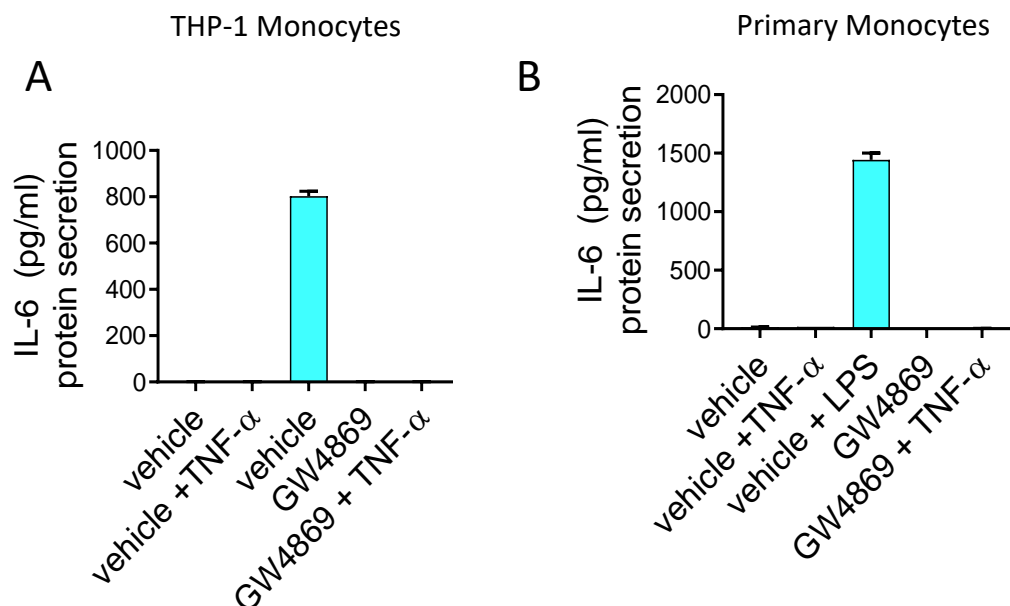 THP-1 Monocytes
A
IL-6 (pg/ml)
protein secretion
1000
800
600
400
200
0
vehicle
vehicle +TNF-α
vehicle
GW4869
GW4869 + TNF-α
Primary Monocytes
B
IL-6 (pg/ml)
protein secretion
2000
1500
1000
500
0
vehicle
vehicle +TNF-α
vehicle + LPS
GW4869
GW4869 + TNF-α